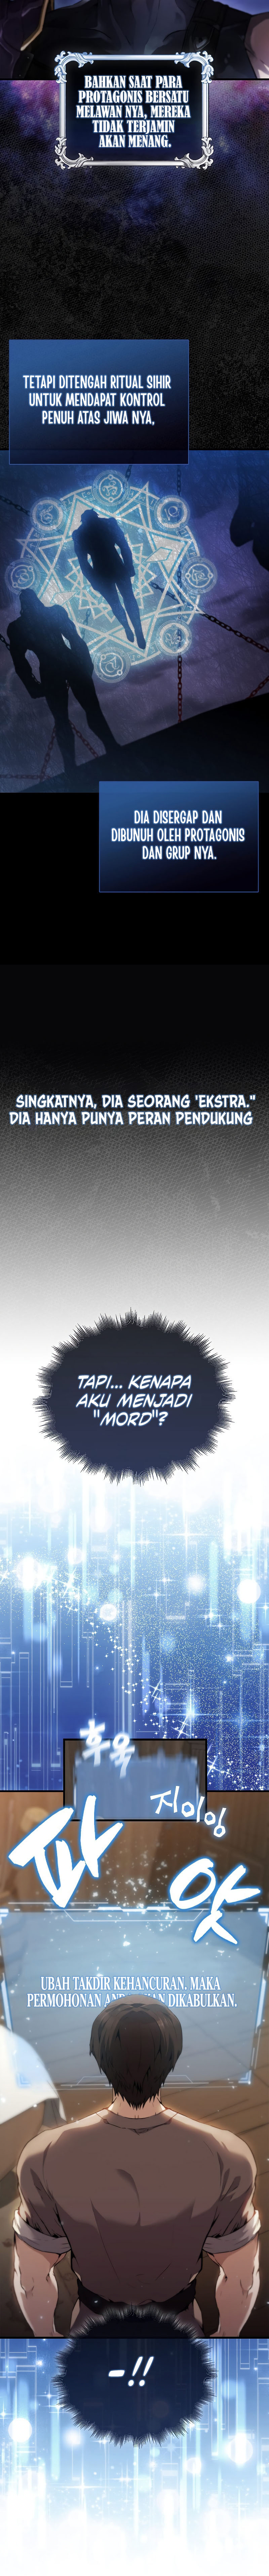 BAHKAN SAAT PARA
PROTAGONIS BERSATU
MELAWAN NYA, MEREKA
TIDAK TERJAMIN
AKAN MENANG.
TETAPI DITENGAH RITUAL SIHIR
UNTUK MENDAPAT KONTROL
PENUH ATAS JIWA NYA,
DIA DISERGAP DAN
DIBUNUH OLEH PROTAGONIS
DAN GRUP NYA.
SINGKATNYA, DIA SEORANG 'EKSTRA."
DIA HANYA PUNYA PERAN PENDUKUNG
TAPI... KENAPA
AKU MENJADI
"MORD"?
후욱
지이잉
파
앗
UBAH TAKDIR KEHANCURAN. MAKA
PERMOHONAN DIKABULKAN.
-!!